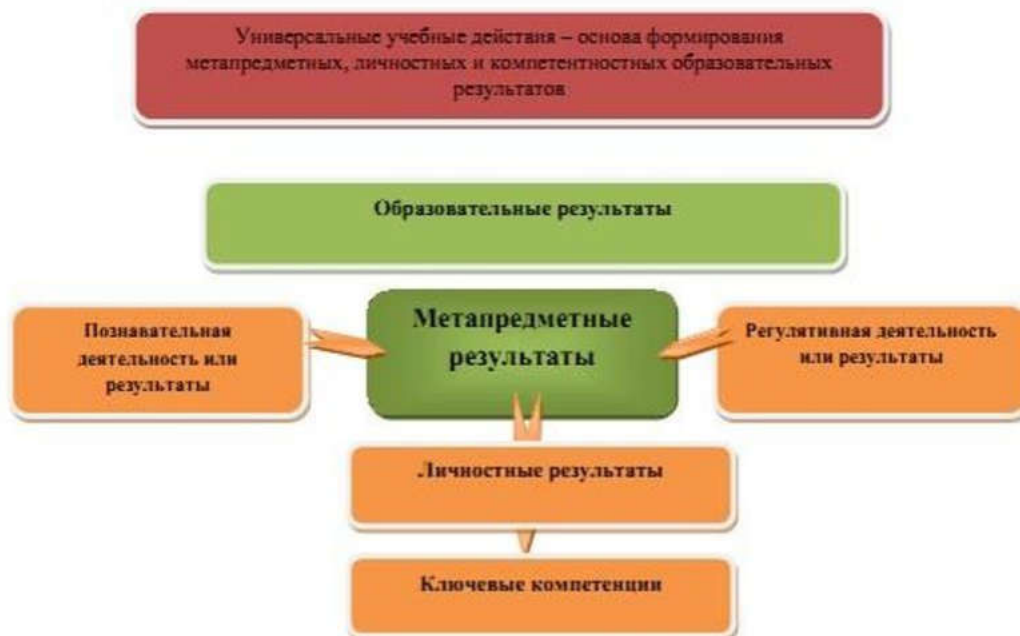 Универсальные учебные действия – основа формирования
метапредметных, личностных и компетентностных образовательных
результатов
Образовательные результаты
Метапредметные
результаты
Познавательная
деятельность или
результаты
Регулятивная деятельность
или результаты
Личностные результаты
Ключевые компетенции